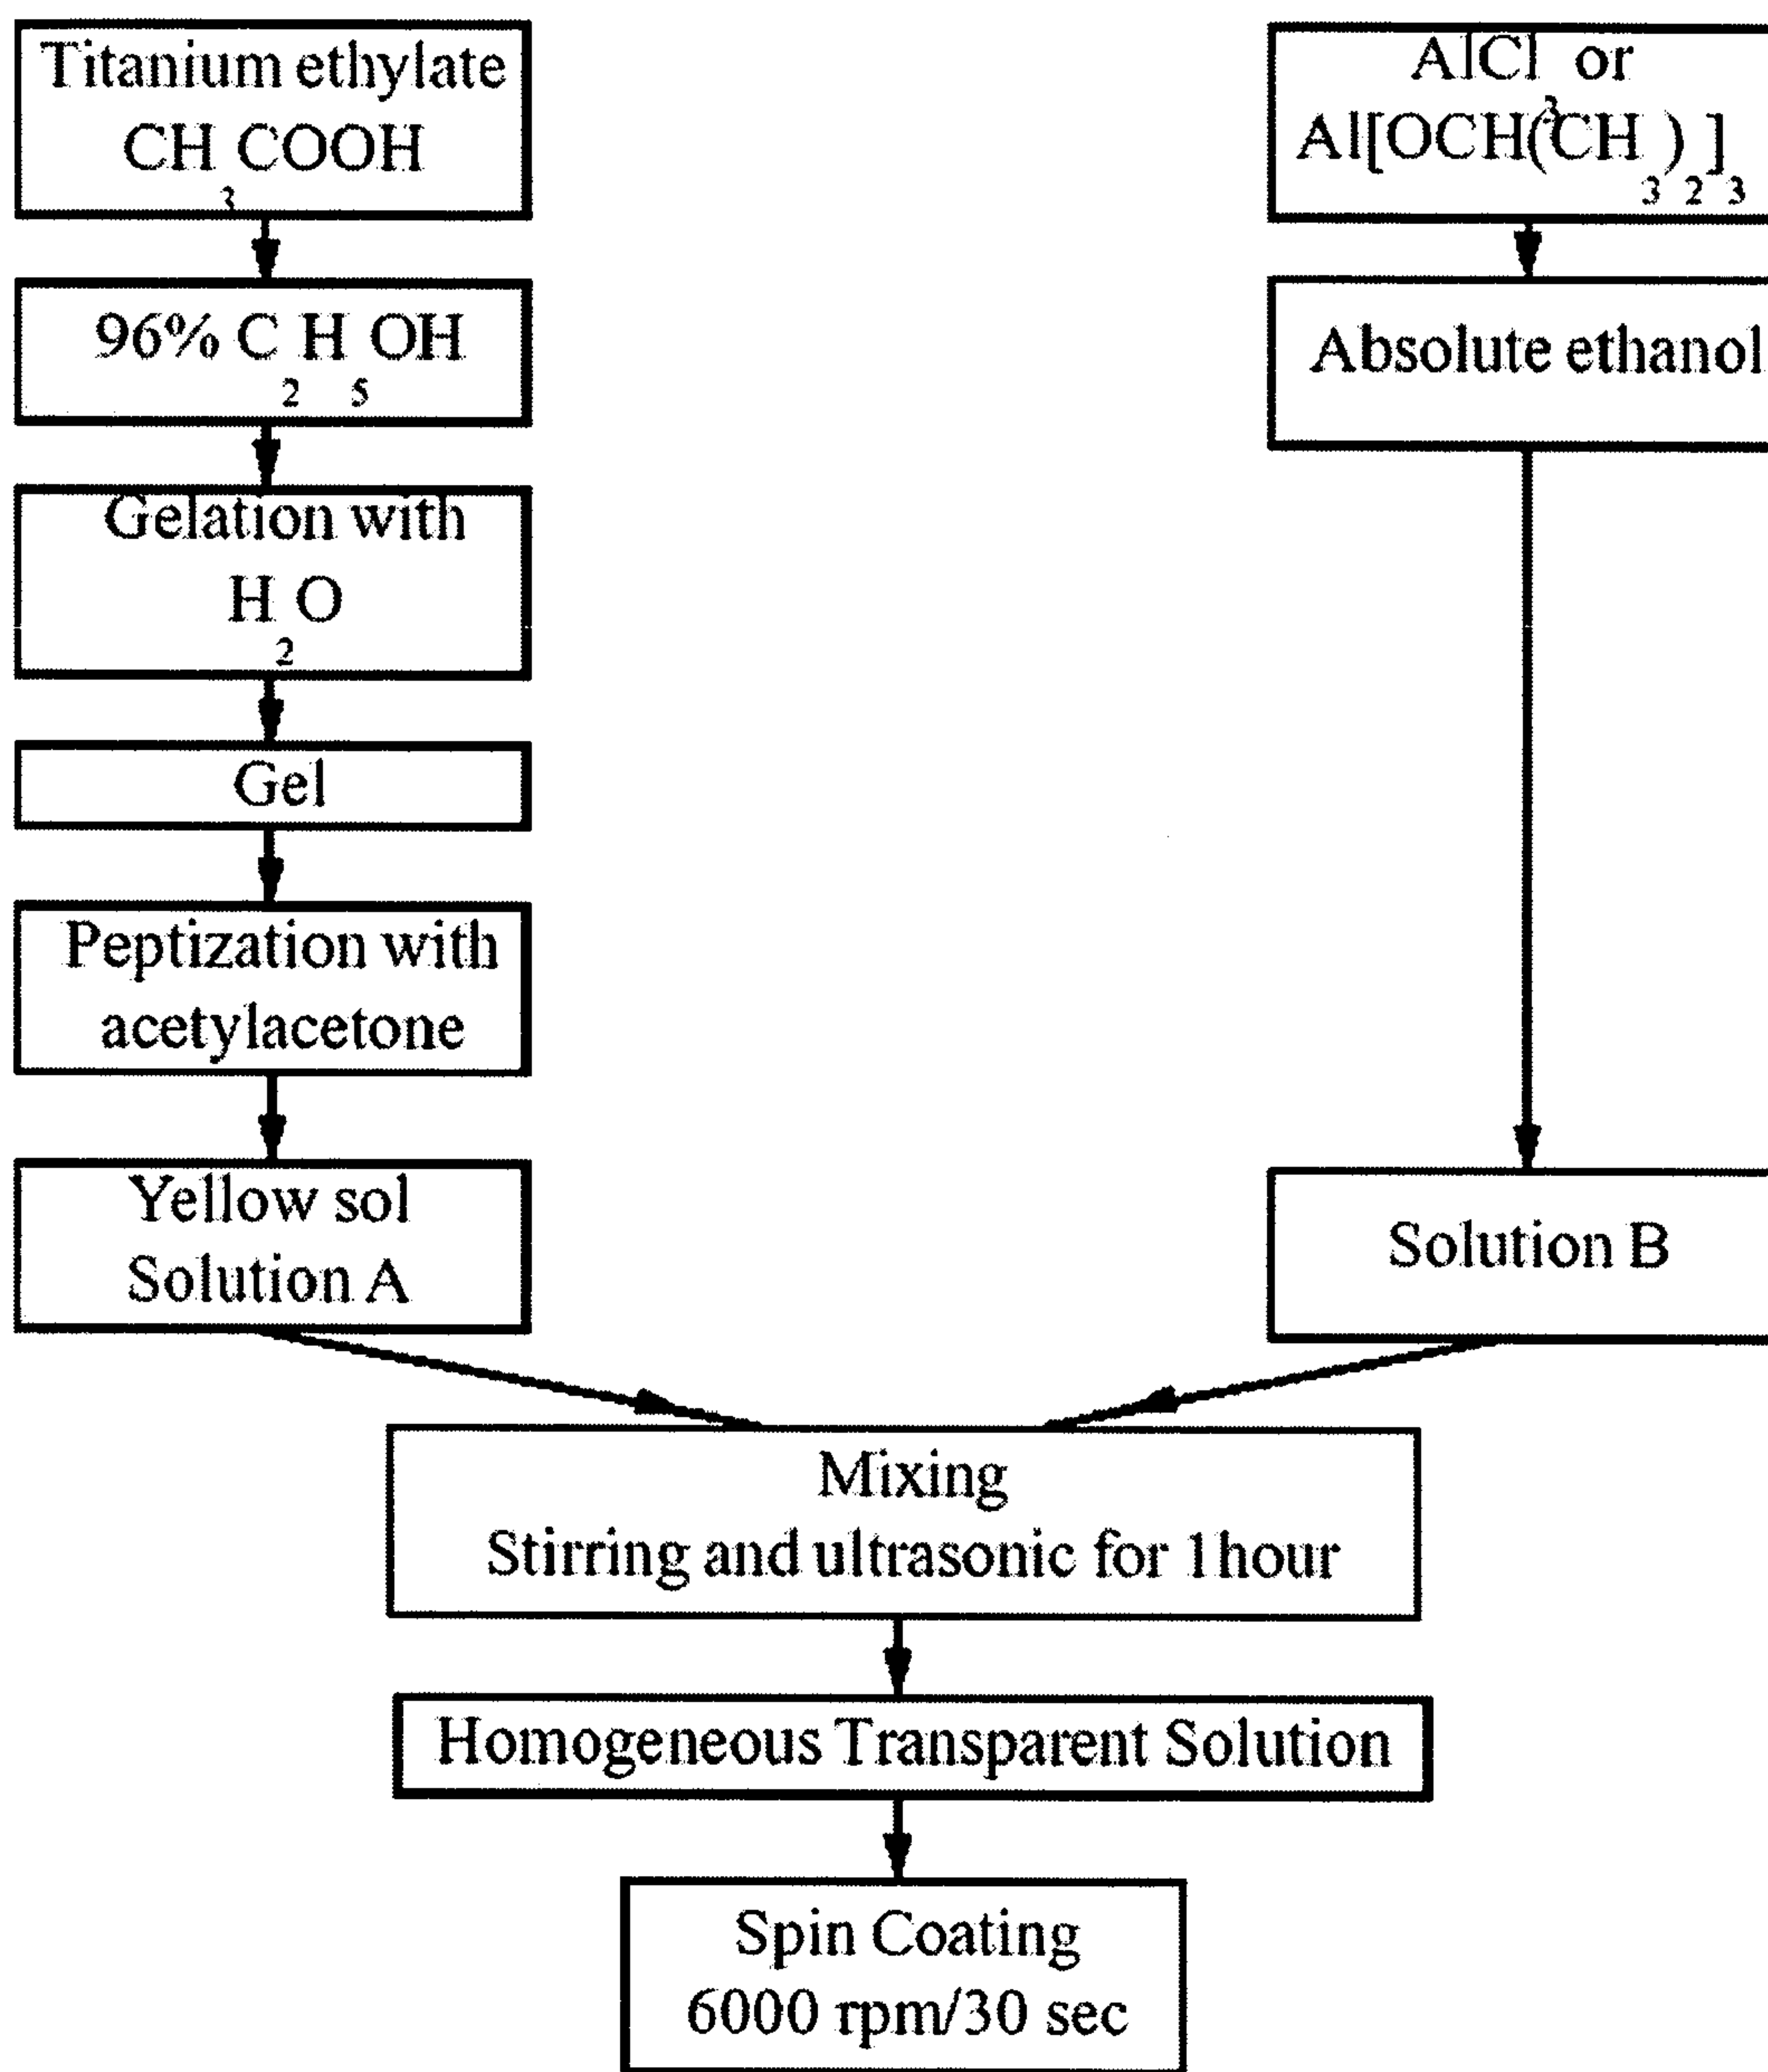 Titanium ethylate
CH₃COOH
96% C₂H₅OH
Gelation with
H₂O
Gel
Peptization with
acetylacetone
Yellow sol
Solution A
AlCl₃ or
Al[OCH(CH₃)₂]₃
Absolute ethanol
Solution B
Mixing
Stirring and ultrasonic for 1hour
Homogeneous Transparent Solution
Spin Coating
6000 rpm/30 sec